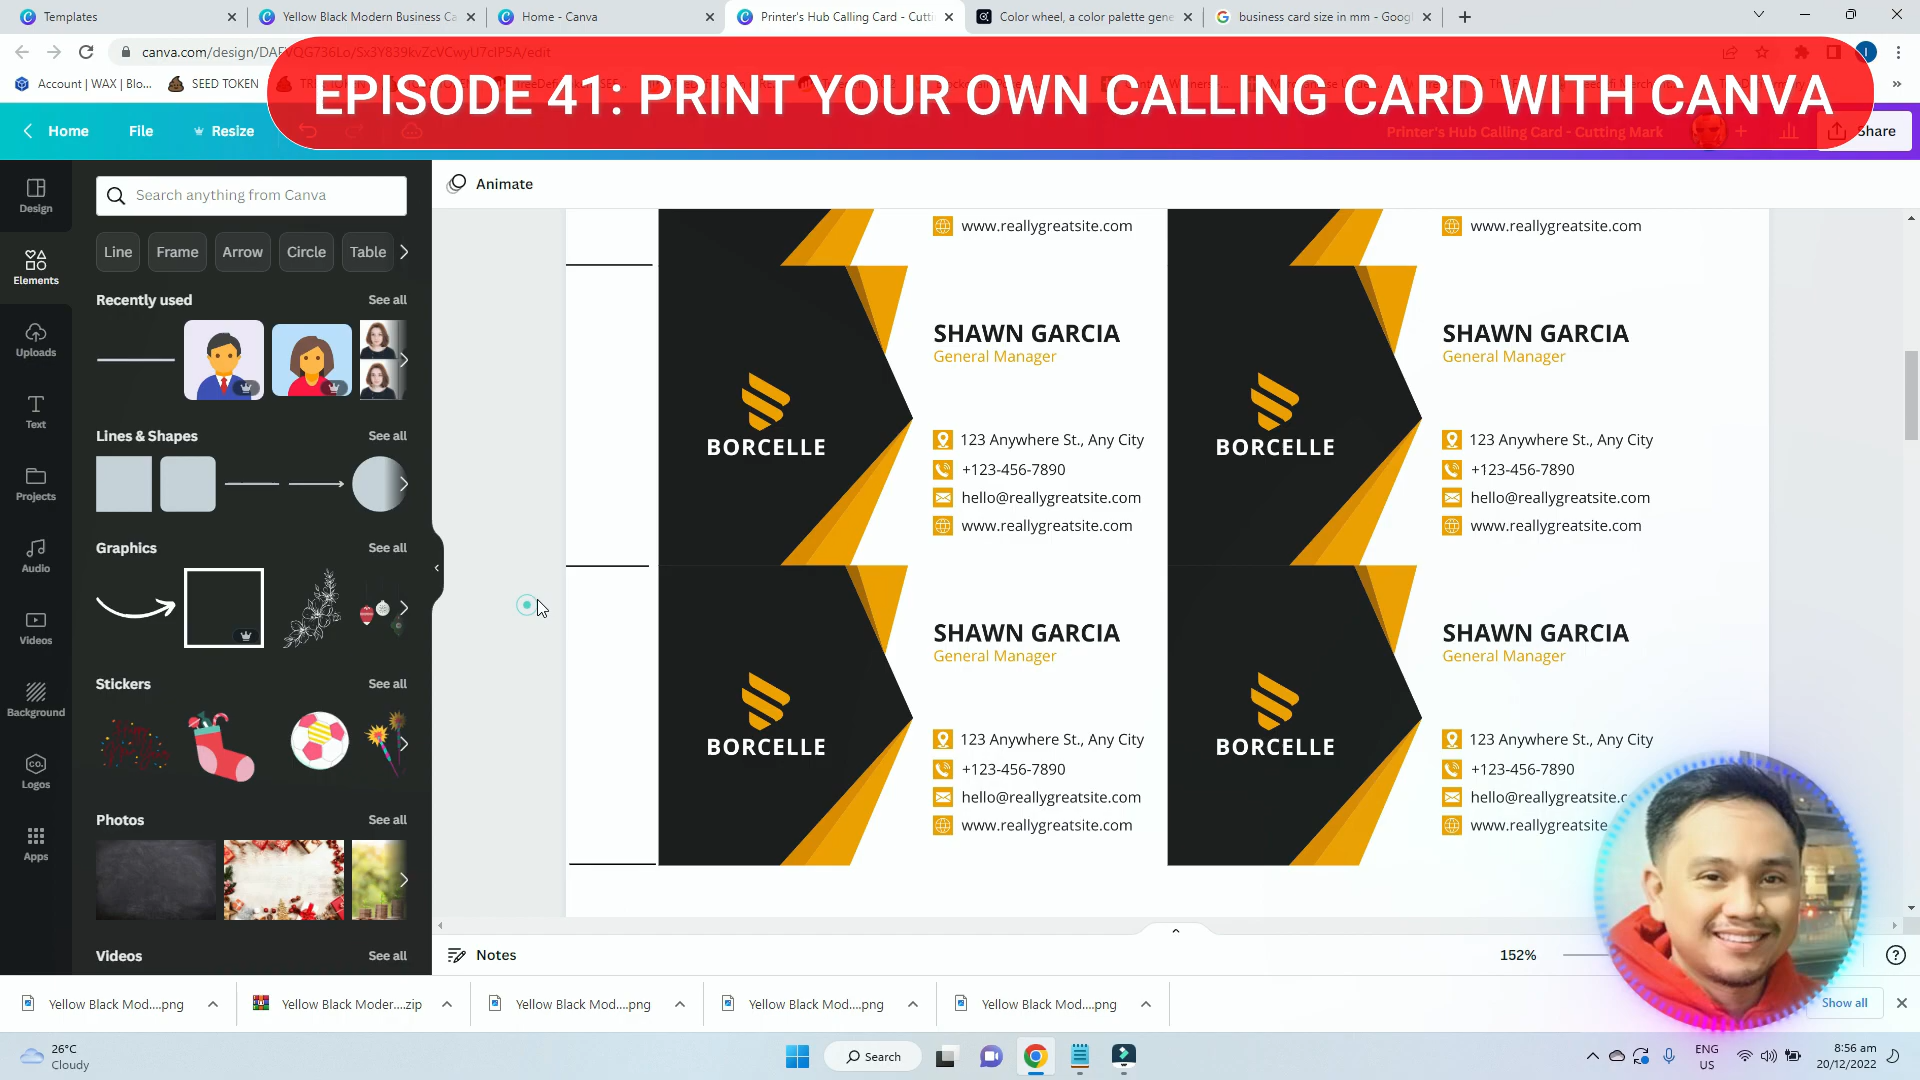 Templates
Yellow Black Modern Business Ca
Home - Canva
Printer's Hub Calling Card - Cutti
Color wheel, a color palette gene
business card size in mm - Googl
canva.com/design/DAFVQG736Lo/Sx3Y839kvZcVCwyU7cIP5A/edit
EPISODE 41: PRINT YOUR OWN CALLING CARD WITH CANVA
Account | WAX | Blo...
SEED TOKEN
Home
File
Resize
Printer's Hub Calling Card - Cutting Mark
Share
Design
Elements
Uploads
Text
Projects
Audio
Videos
Background
Logos
Apps
Search anything from Canva
Line
Frame
Arrow
Circle
Table
Recently used
See all
Lines & Shapes
See all
Graphics
See all
Stickers
See all
Photos
See all
Videos
See all
Animate
www.reallygreatsite.com
www.reallygreatsite.com
SHAWN GARCIA
General Manager
BORCELLE
123 Anywhere St., Any City
+123-456-7890
hello@reallygreatsite.com
www.reallygreatsite.com
SHAWN GARCIA
General Manager
BORCELLE
123 Anywhere St., Any City
+123-456-7890
hello@reallygreatsite.com
www.reallygreatsite.com
SHAWN GARCIA
General Manager
BORCELLE
123 Anywhere St., Any City
+123-456-7890
hello@reallygreatsite.com
www.reallygreatsite.com
SHAWN GARCIA
General Manager
BORCELLE
123 Anywhere St., Any City
+123-456-7890
hello@reallygreatsite.c
www.reallygreatsite
Notes
152%
Yellow Black Mod....png
Yellow Black Moder....zip
Yellow Black Mod....png
Yellow Black Mod....png
Yellow Black Mod....png
Show all
26°C
Cloudy
Search
ENG
US
8:56 am
20/12/2022